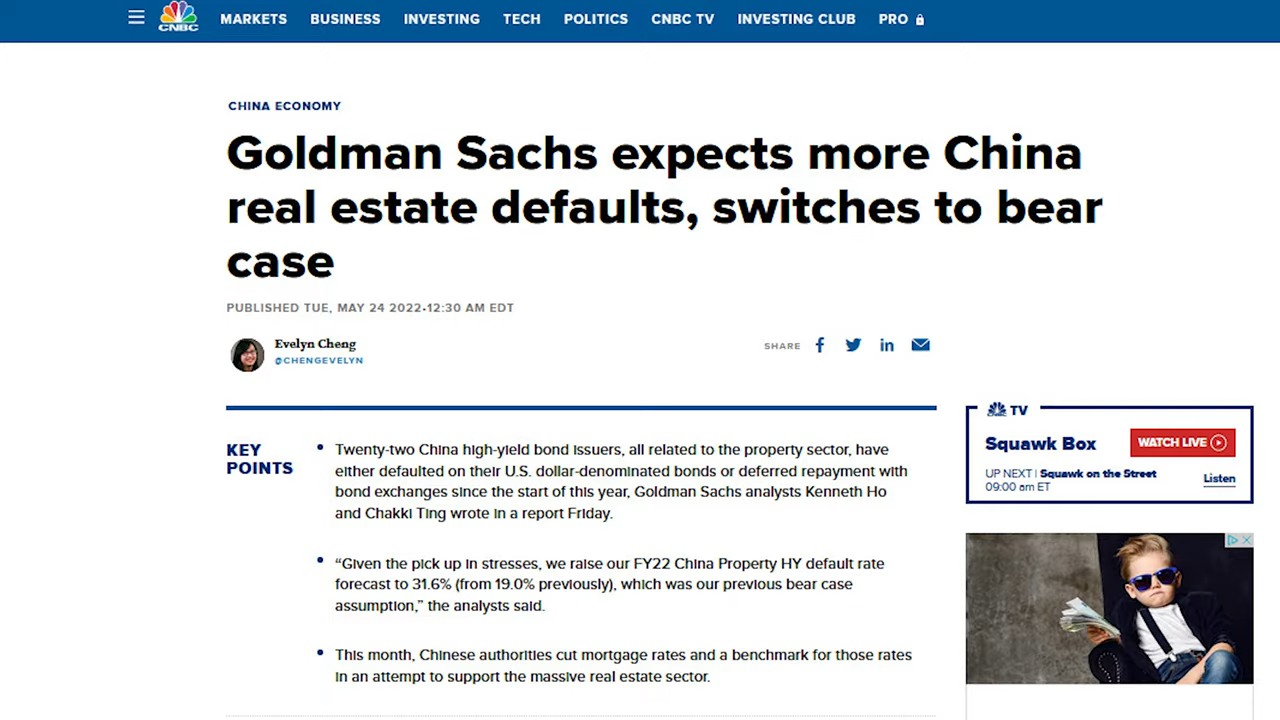 CNBC
MARKETS BUSINESS INVESTING TECH POLITICS CNBC TV INVESTING CLUB PRO
CHINA ECONOMY
Goldman Sachs expects more China
real estate defaults, switches to bear
case
PUBLISHED TUE, MAY 24 2022•12:30 AM EDT
Evelyn Cheng
@CHENGEVELYN
SHARE
KEY
POINTS
• Twenty-two China high-yield bond issuers, all related to the property sector, have
either defaulted on their U.S. dollar-denominated bonds or deferred repayment with
bond exchanges since the start of this year, Goldman Sachs analysts Kenneth Ho
and Chakki Ting wrote in a report Friday.
• “Given the pick up in stresses, we raise our FY22 China Property HY default rate
forecast to 31.6% (from 19.0% previously), which was our previous bear case
assumption,” the analysts said.
• This month, Chinese authorities cut mortgage rates and a benchmark for those rates
in an attempt to support the massive real estate sector.
TV
Squawk Box
WATCH LIVE
UP NEXT | Squawk on the Street
09:00 am ET
Listen